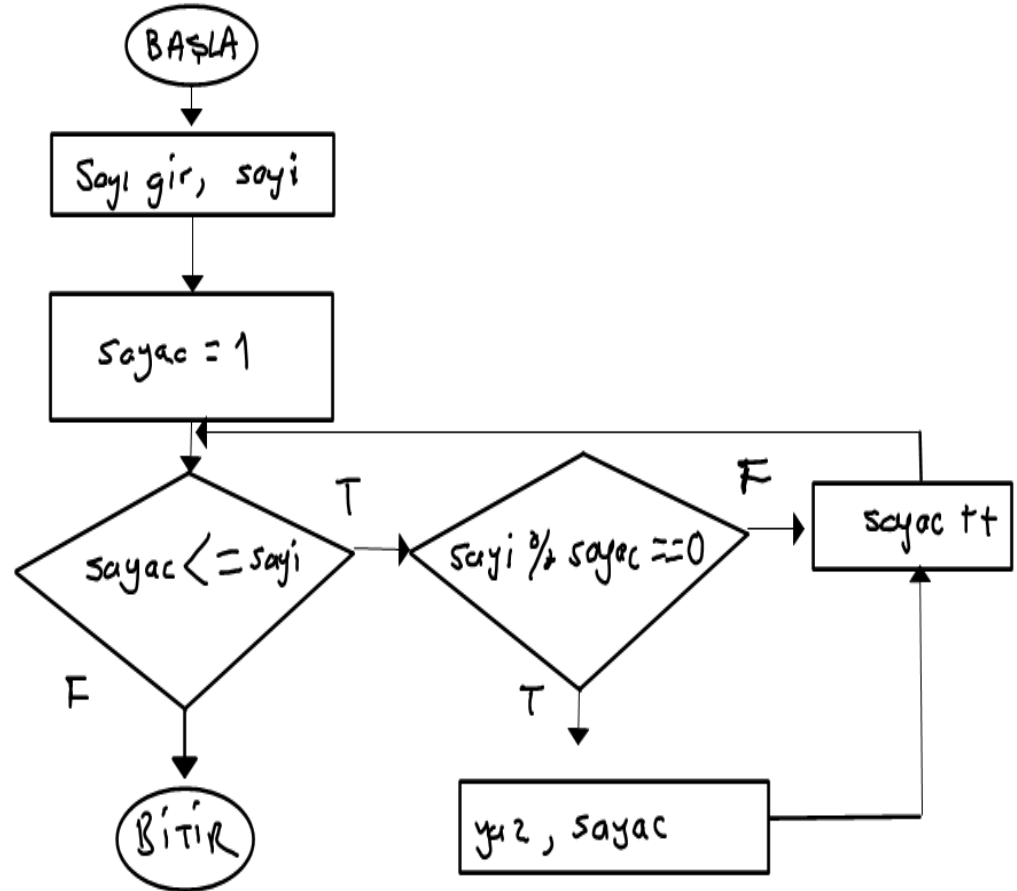 BAŞLA
Sayı gir, sayi
sayac = 1
T
F
sayac <= sayi
sayi % sayac ==0
sayac ++
F
T
BİTİR
yaz, sayac